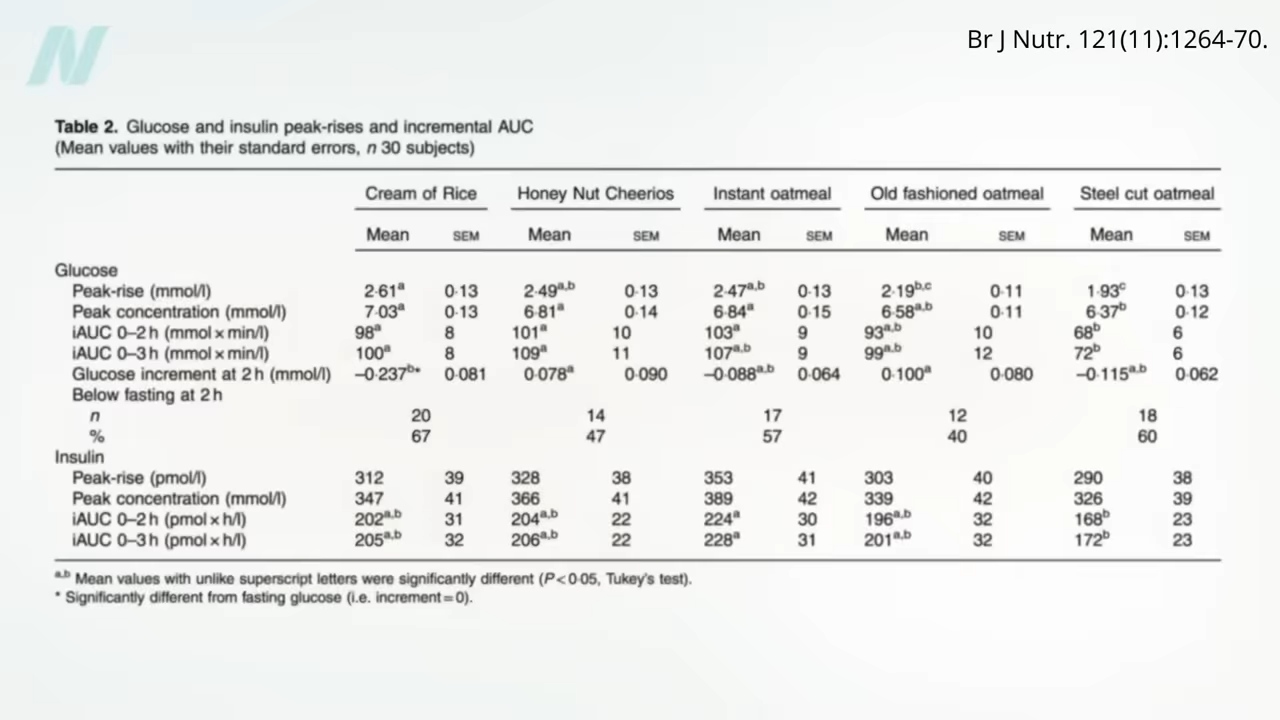 N
Br J Nutr. 121(11):1264-70.
Table 2. Glucose and insulin peak-rises and incremental AUC
(Mean values with their standard errors, n 30 subjects)
Cream of Rice Honey Nut Cheerios Instant oatmeal Old fashioned oatmeal Steel cut oatmeal
Mean SEM Mean SEM Mean SEM Mean SEM Mean SEM
Glucose
Peak-rise (mmol/l) 2·61a 0·13 2·49a,b 0·13 2·47a,b 0·13 2·19b,c 0·11 1·93c 0·13
Peak concentration (mmol/l) 7·03a 0·13 6·81a 0·14 6·84a 0·15 6·58a,b 0·11 6·37b 0·12
iAUC 0–2 h (mmol × min/l) 98a 8 101a 10 103a 9 93a,b 10 68b 6
iAUC 0–3 h (mmol × min/l) 100a 8 109a 11 107a,b 9 99a,b 12 72b 6
Glucose increment at 2 h (mmol/l) –0·237b* 0·081 0·078a 0·090 –0·088a,b 0·064 0·100a 0·080 –0·115a,b 0·062
Below fasting at 2 h
n 20 14 17 12 18
% 67 47 57 40 60
Insulin
Peak-rise (pmol/l) 312 39 328 38 353 41 303 40 290 38
Peak concentration (mmol/l) 347 41 366 41 389 42 339 42 326 39
iAUC 0–2 h (pmol × h/l) 202a,b 31 204a,b 22 224a 30 196a,b 32 168b 23
iAUC 0–3 h (pmol × h/l) 205a,b 32 206a,b 22 228a 31 201a,b 32 172b 23
a,b Mean values with unlike superscript letters were significantly different (P < 0·05, Tukey's test).
* Significantly different from fasting glucose (i.e. increment = 0).